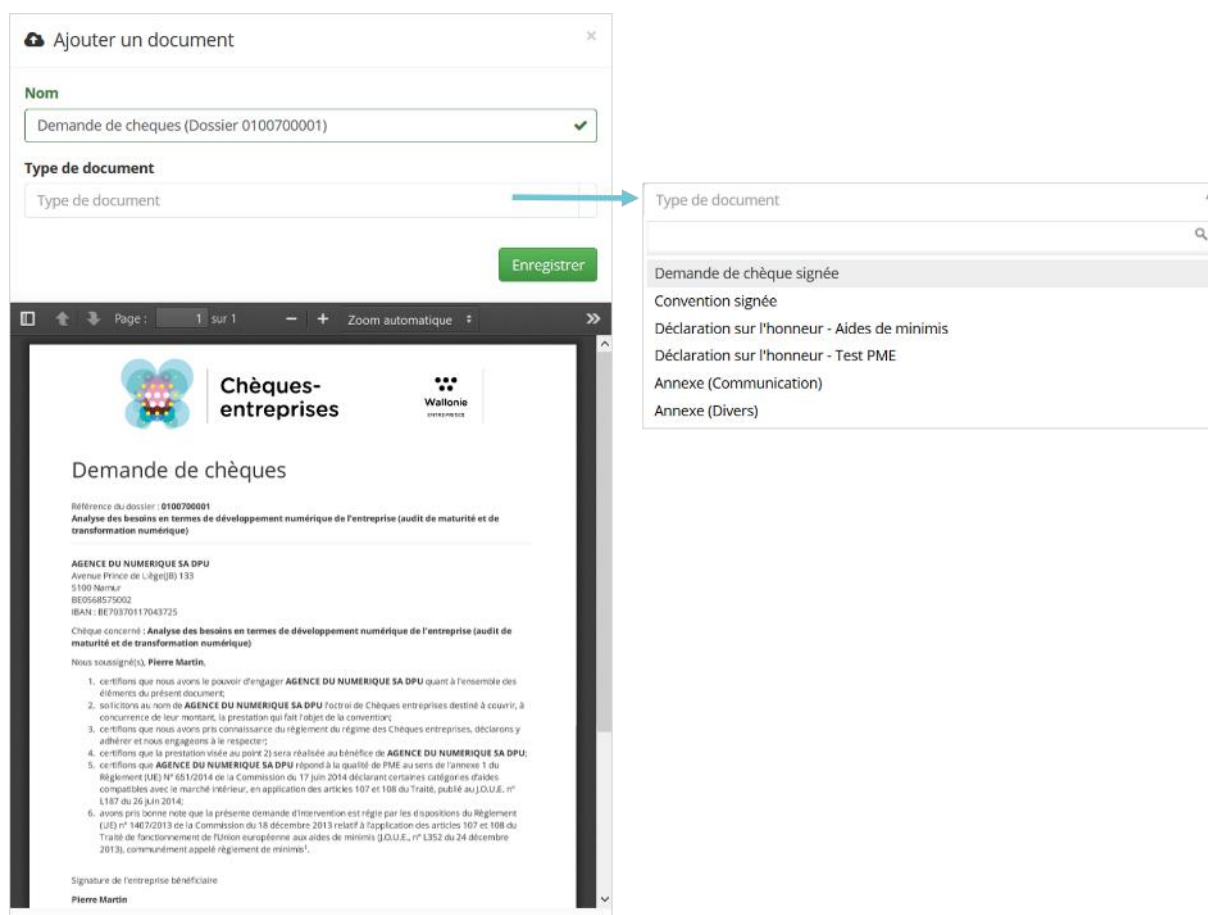 Ajouter un document ×
Nom
Demande de cheques (Dossier 0100700001)
Type de document
Type de document
Enregistrer
Page : 1 sur 1 − + Zoom automatique
Chèques-
entreprises
Wallonie
ENTREPRISES
Demande de chèques
Référence du dossier : 0100700001
Analyse des besoins en termes de développement numérique de l'entreprise (audit de maturité et de
transformation numérique)
AGENCE DU NUMERIQUE SA DPU
Avenue Prince de Liège(JB) 133
5100 Namur
BE0568575002
IBAN : BE79370117043725
Chèque concerné : Analyse des besoins en termes de développement numérique de l'entreprise (audit de
maturité et de transformation numérique)
Nous soussigné(s), Pierre Martin,
1. certifions que nous avons le pouvoir d'engager AGENCE DU NUMERIQUE SA DPU quant à l'ensemble des
éléments du présent document;
2. sollicitons au nom de AGENCE DU NUMERIQUE SA DPU l'octroi de Chèques entreprises destiné à couvrir, à
concurrence de leur montant, la prestation qui fait l'objet de la convention;
3. certifions que nous avons pris connaissance du règlement du régime des Chèques entreprises, déclarons y
adhérer et nous engageons à le respecter;
4. certifions que la prestation visée au point 2) sera réalisée au bénéfice de AGENCE DU NUMERIQUE SA DPU;
5. certifions que AGENCE DU NUMERIQUE SA DPU répond à la qualité de PME au sens de l'annexe 1 du
Règlement (UE) N° 651/2014 de la Commission du 17 juin 2014 déclarant certaines catégories d'aides
compatibles avec le marché intérieur, en application des articles 107 et 108 du Traité, publié au J.O.U.E. n°
L187 du 26 juin 2014;
6. avons pris bonne note que la présente demande d'intervention est régie par les dispositions du Règlement
(UE) n° 1407/2013 de la Commission du 18 décembre 2013 relatif à l'application des articles 107 et 108 du
Traité de fonctionnement de l'Union européenne aux aides de minimis (J.O.U.E., n° L352 du 24 décembre
2013), communément appelé règlement de minimis¹.
Signature de l'entreprise bénéficiaire
Pierre Martin
Type de document
Demande de chèque signée
Convention signée
Déclaration sur l'honneur - Aides de minimis
Déclaration sur l'honneur - Test PME
Annexe (Communication)
Annexe (Divers)